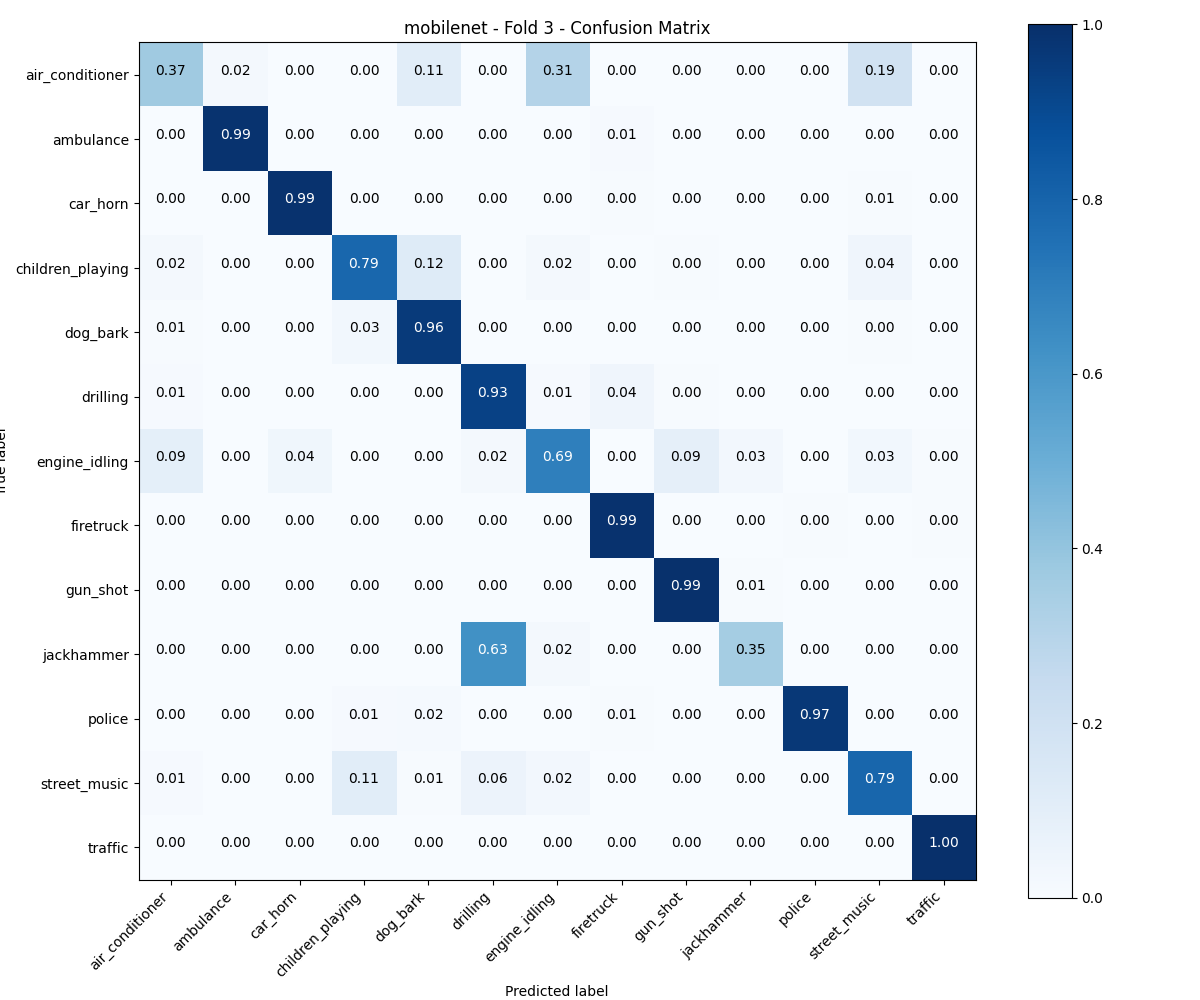 mobilenet - Fold 3 - Confusion Matrix
air_conditioner 0.37 0.02 0.00 0.00 0.11 0.00 0.31 0.00 0.00 0.00 0.00 0.19 0.00
ambulance 0.00 0.99 0.00 0.00 0.00 0.00 0.00 0.01 0.00 0.00 0.00 0.00 0.00
car_horn 0.00 0.00 0.99 0.00 0.00 0.00 0.00 0.00 0.00 0.00 0.00 0.01 0.00
children_playing 0.02 0.00 0.00 0.79 0.12 0.00 0.02 0.00 0.00 0.00 0.00 0.04 0.00
dog_bark 0.01 0.00 0.00 0.03 0.96 0.00 0.00 0.00 0.00 0.00 0.00 0.00 0.00
drilling 0.01 0.00 0.00 0.00 0.00 0.93 0.01 0.04 0.00 0.00 0.00 0.00 0.00
engine_idling 0.09 0.00 0.04 0.00 0.00 0.02 0.69 0.00 0.09 0.03 0.00 0.03 0.00
firetruck 0.00 0.00 0.00 0.00 0.00 0.00 0.00 0.99 0.00 0.00 0.00 0.00 0.00
gun_shot 0.00 0.00 0.00 0.00 0.00 0.00 0.00 0.00 0.99 0.01 0.00 0.00 0.00
jackhammer 0.00 0.00 0.00 0.00 0.00 0.63 0.02 0.00 0.00 0.35 0.00 0.00 0.00
police 0.00 0.00 0.00 0.01 0.02 0.00 0.00 0.01 0.00 0.00 0.97 0.00 0.00
street_music 0.01 0.00 0.00 0.11 0.01 0.06 0.02 0.00 0.00 0.00 0.00 0.79 0.00
traffic 0.00 0.00 0.00 0.00 0.00 0.00 0.00 0.00 0.00 0.00 0.00 0.00 1.00
air_conditioner
ambulance
car_horn
children_playing
dog_bark
drilling
engine_idling
firetruck
gun_shot
jackhammer
police
street_music
traffic
Predicted label
1.0
0.8
0.6
0.4
0.2
0.0